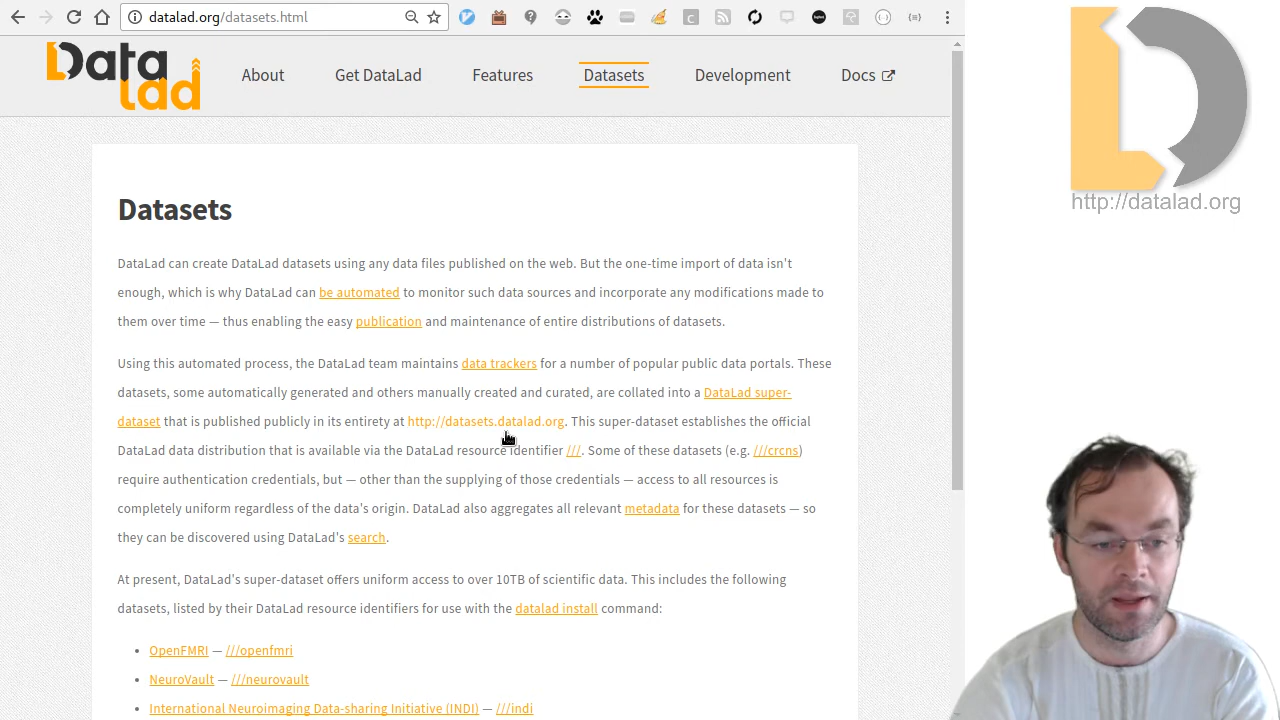 datalad.org/datasets.html
Data
lad
About
Get DataLad
Features
Datasets
Development
Docs
http://datalad.org
Datasets
DataLad can create DataLad datasets using any data files published on the web. But the one-time import of data isn't
enough, which is why DataLad can be automated to monitor such data sources and incorporate any modifications made to
them over time — thus enabling the easy publication and maintenance of entire distributions of datasets.
Using this automated process, the DataLad team maintains data trackers for a number of popular public data portals. These
datasets, some automatically generated and others manually created and curated, are collated into a DataLad super-
dataset that is published publicly in its entirety at http://datasets.datalad.org. This super-dataset establishes the official
DataLad data distribution that is available via the DataLad resource identifier ///. Some of these datasets (e.g. ///crcns)
require authentication credentials, but — other than the supplying of those credentials — access to all resources is
completely uniform regardless of the data's origin. DataLad also aggregates all relevant metadata for these datasets — so
they can be discovered using DataLad's search.
At present, DataLad's super-dataset offers uniform access to over 10TB of scientific data. This includes the following
datasets, listed by their DataLad resource identifiers for use with the datalad install command:
• OpenFMRI — ///openfmri
• NeuroVault — ///neurovault
• International Neuroimaging Data-sharing Initiative (INDI) — ///indi